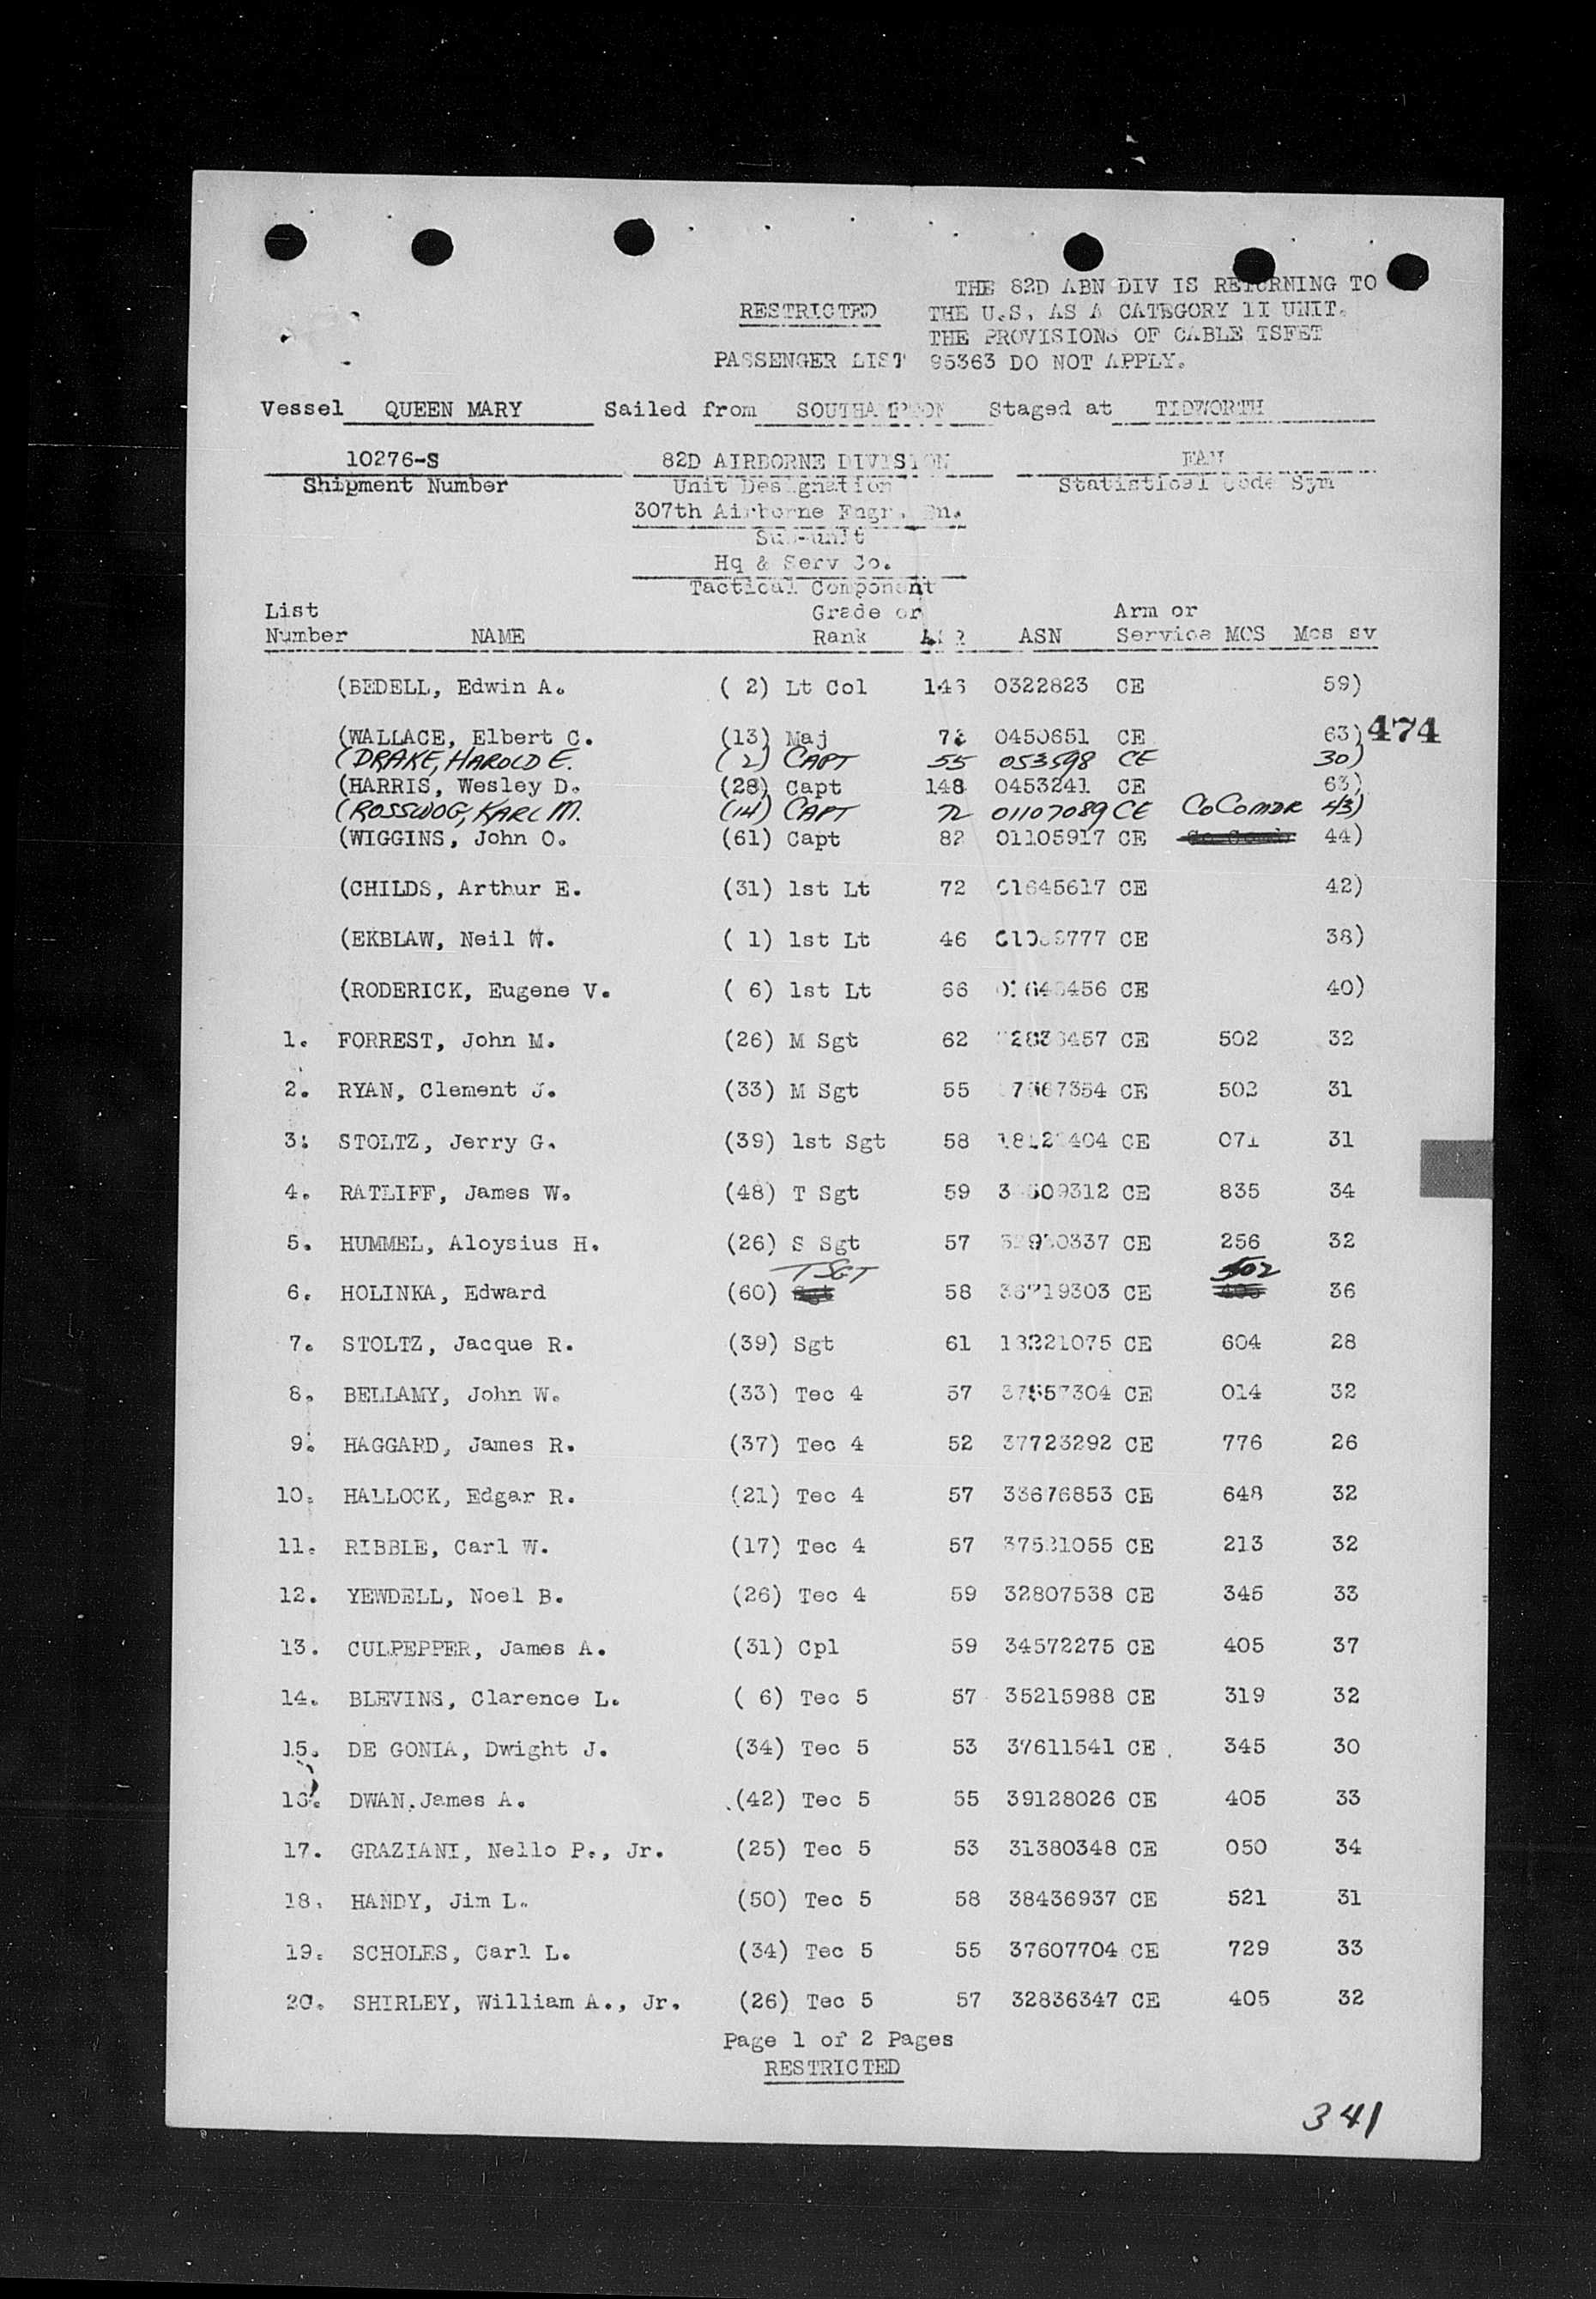 THE 82D ABN DIV IS RETURNING TO
RESTRICTED THE U.S. AS A CATEGORY II UNIT.
THE PROVISIONS OF CABLE TSFET
PASSENGER LIST 95363 DO NOT APPLY.
Vessel QUEEN MARY Sailed from SOUTHAMPTON Staged at TIDWORTH
10276-S 82D AIRBORNE DIVISION
Shipment Number Unit Designation Statistical Code Sym
307th Airborne Engr. Bn.
Sub-unit
Hq & Serv Co.
Tactical Component
List Grade or Arm or
Number NAME Rank ASR ASN Service MOS Mos sv
(BEDELL, Edwin A. ( 2) Lt Col 0322823 CE 59)
(WALLACE, Elbert C. (13) Maj 0450651 CE 63) 474
(DRAKE, HAROLD E. (2) CAPT 55 053598 CE 30)
(HARRIS, Wesley D. (28) Capt 148 0453241 CE 63)
(ROSSWOG, KARL M. (14) CAPT 72 01107089 CE CO COMDR 43)
(WIGGINS, John O. (61) Capt 82 01105917 CE 44)
(CHILDS, Arthur E. (31) 1st Lt 72 01645617 CE 42)
(EKBLAW, Neil W. ( 1) 1st Lt 46 CE 38)
(RODERICK, Eugene V. ( 6) 1st Lt 66 CE 40)
1. FORREST, John M. (26) M Sgt 62 CE 502 32
2. RYAN, Clement J. (33) M Sgt 55 CE 502 31
3. STOLTZ, Jerry G. (39) 1st Sgt 58 CE 071 31
4. RATLIFF, James W. (48) T Sgt 59 CE 835 34
5. HUMMEL, Aloysius H. (26) S Sgt 57 CE 256 32
T SGT 502
6. HOLINKA, Edward (60) 58 36719303 CE 36
7. STOLTZ, Jacque R. (39) Sgt 61 18221075 CE 604 28
8. BELLAMY, John W. (33) Tec 4 57 37557304 CE 014 32
9. HAGGARD, James R. (37) Tec 4 52 37723292 CE 776 26
10. HALLOCK, Edgar R. (21) Tec 4 57 33676853 CE 648 32
11. RIBBLE, Carl W. (17) Tec 4 57 37521055 CE 213 32
12. YEWDELL, Noel B. (26) Tec 4 59 32807538 CE 345 33
13. CULPEPPER, James A. (31) Cpl 59 34572275 CE 405 37
14. BLEVINS, Clarence L. ( 6) Tec 5 57 35215988 CE 319 32
15. DE GONIA, Dwight J. (34) Tec 5 53 37611541 CE 345 30
16. DWAN, James A. (42) Tec 5 55 39128026 CE 405 33
17. GRAZIANI, Nello P., Jr. (25) Tec 5 53 31380348 CE 050 34
18. HANDY, Jim L. (50) Tec 5 58 38436937 CE 521 31
19. SCHOLES, Carl L. (34) Tec 5 55 37607704 CE 729 33
20. SHIRLEY, William A., Jr. (26) Tec 5 57 32836347 CE 405 32
Page 1 of 2 Pages
RESTRICTED
341